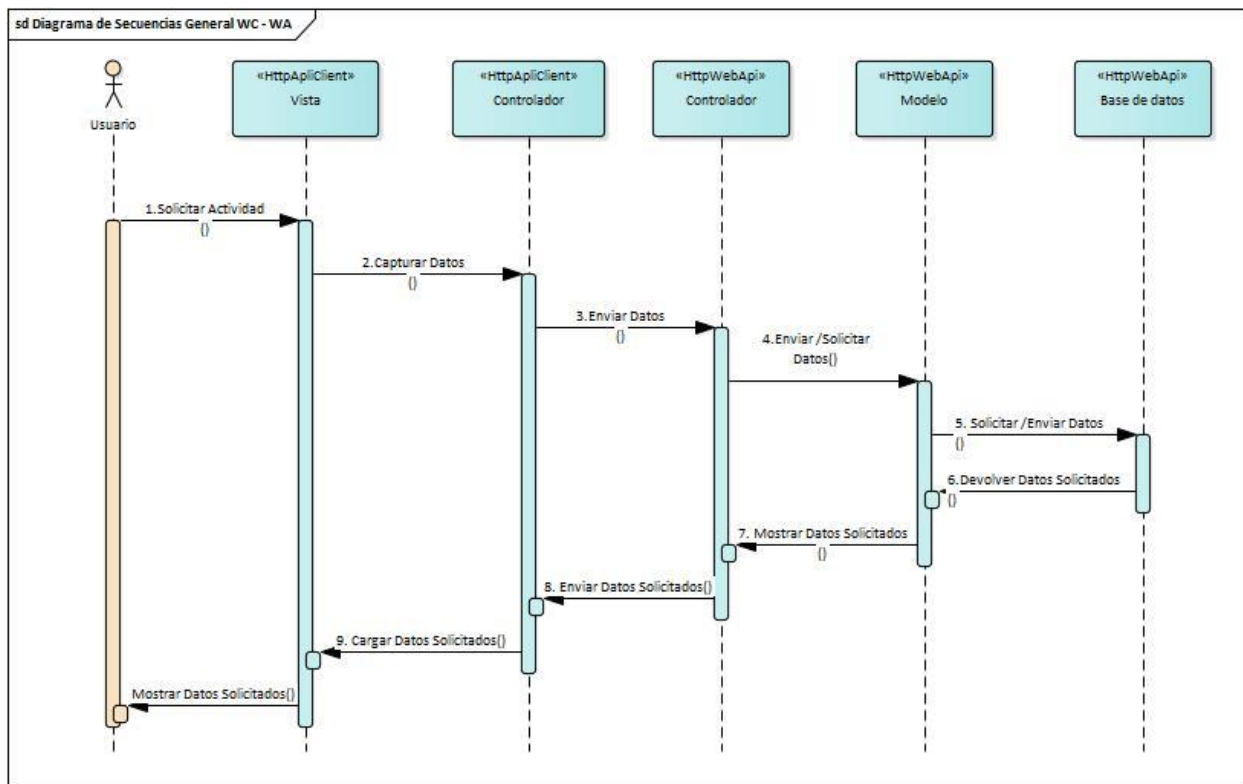 sd Diagrama de Secuencias General WC - WA
«HttpApliClient»
Vista
«HttpApliClient»
Controlador
«HttpWebApi»
Controlador
«HttpWebApi»
Modelo
«HttpWebApi»
Base de datos
Usuario
1.Solicitar Actividad
()
2.Capturar Datos
()
3.Enviar Datos
()
4.Enviar /Solicitar
Datos()
5. Solicitar /Enviar Datos
()
6.Devolver Datos Solicitados
()
7. Mostrar Datos Solicitados
()
8. Enviar Datos Solicitados()
9. Cargar Datos Solicitados()
Mostrar Datos Solicitados()